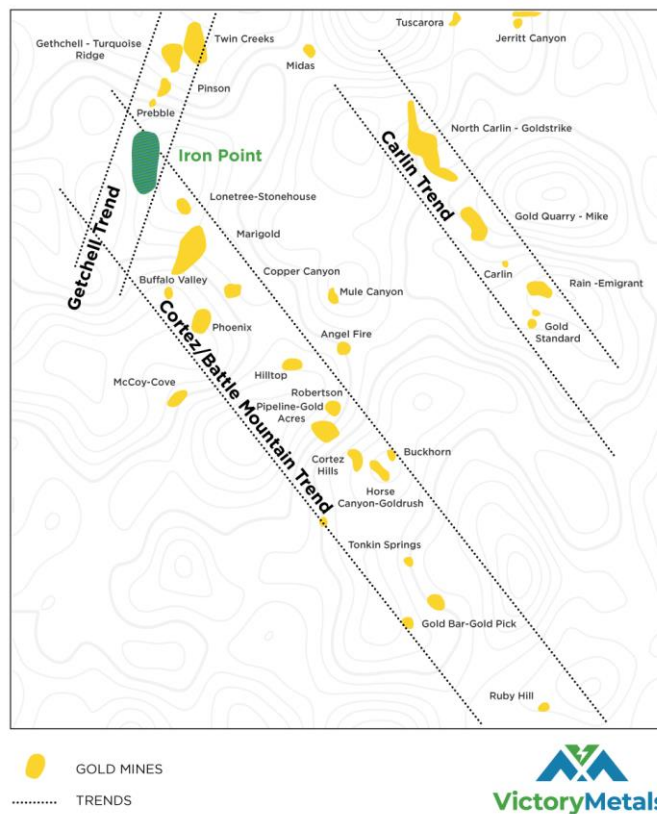 Tuscarora
Jerritt Canyon
Gethchell - Turquoise
Ridge
Twin Creeks
Midas
Pinson
Prebble
North Carlin - Goldstrike
Iron Point
Carlin Trend
Lonetree-Stonehouse
Getchell Trend
Gold Quarry - Mike
Marigold
Carlin
Rain -Emigrant
Buffalo Valley
Copper Canyon
Mule Canyon
Phoenix
Gold
Standard
Angel Fire
Cortez/Battle Mountain Trend
Hilltop
McCoy-Cove
Robertson
Pipeline-Gold
Acres
Buckhorn
Cortez
Hills
Horse
Canyon-Goldrush
Tonkin Springs
Gold Bar-Gold Pick
Ruby Hill
GOLD MINES
TRENDS
VictoryMetals